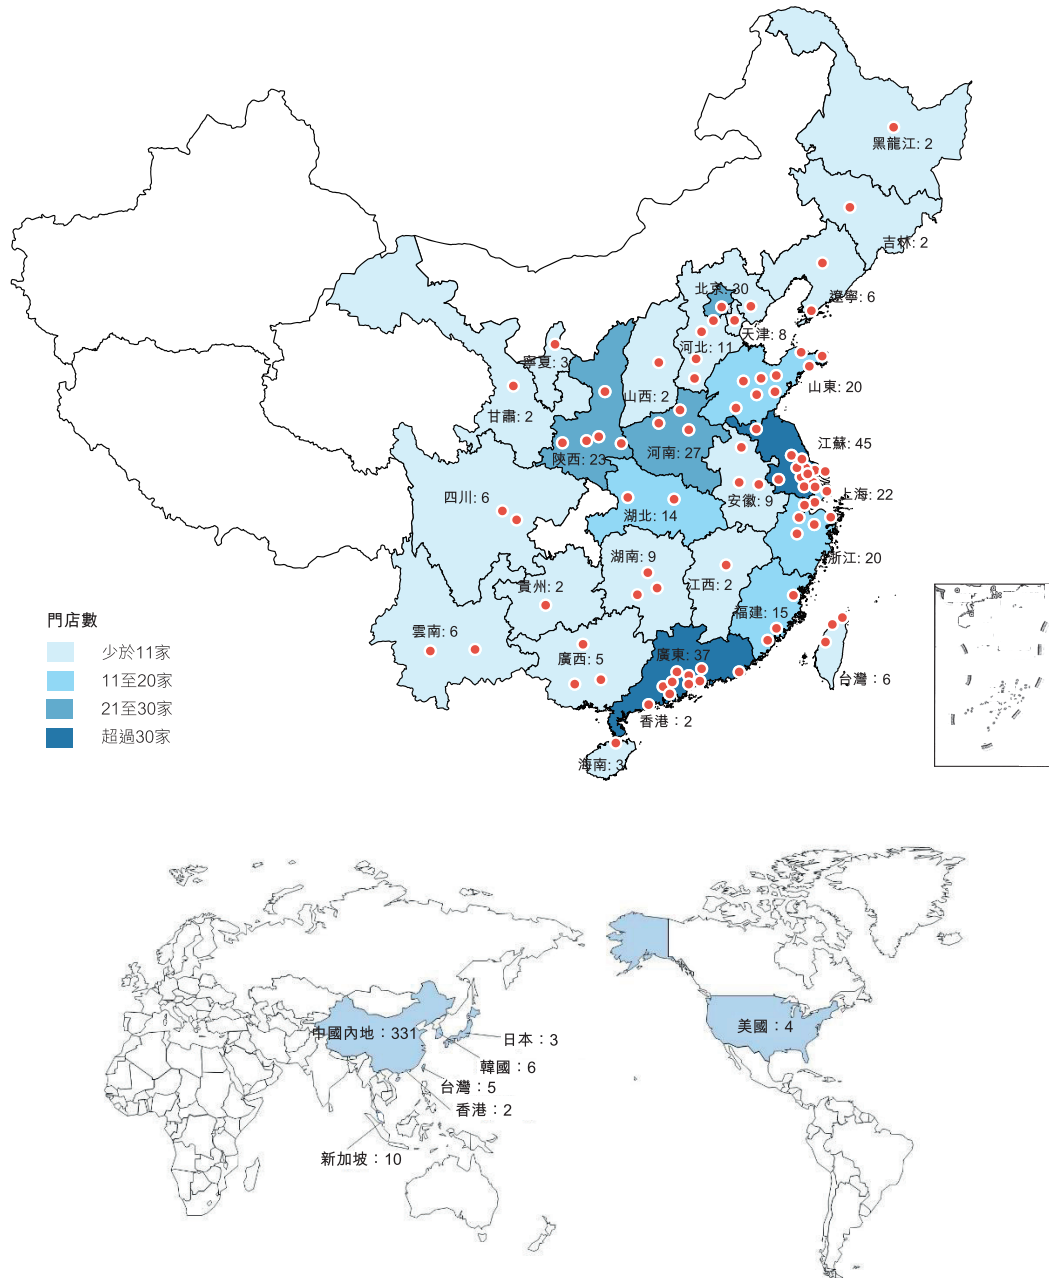 黑龍江: 2
吉林: 2
北京: 30
遼寧: 6
天津: 8
河北: 11
寧夏: 3
山西: 2
山東: 20
甘肅: 2
江蘇: 45
陝西: 23
河南: 27
四川: 6
安徽: 9
上海: 22
湖北: 14
湖南: 9
浙江: 20
貴州: 2
江西: 2
福建: 15
門店數
雲南: 6
少於11家
廣西: 5
廣東: 37
11至20家
台灣：6
21至30家
香港：2
超過30家
海南: 3
中國內地：331
美國：4
日本：3
韓國：6
台灣：5
香港：2
新加坡：10